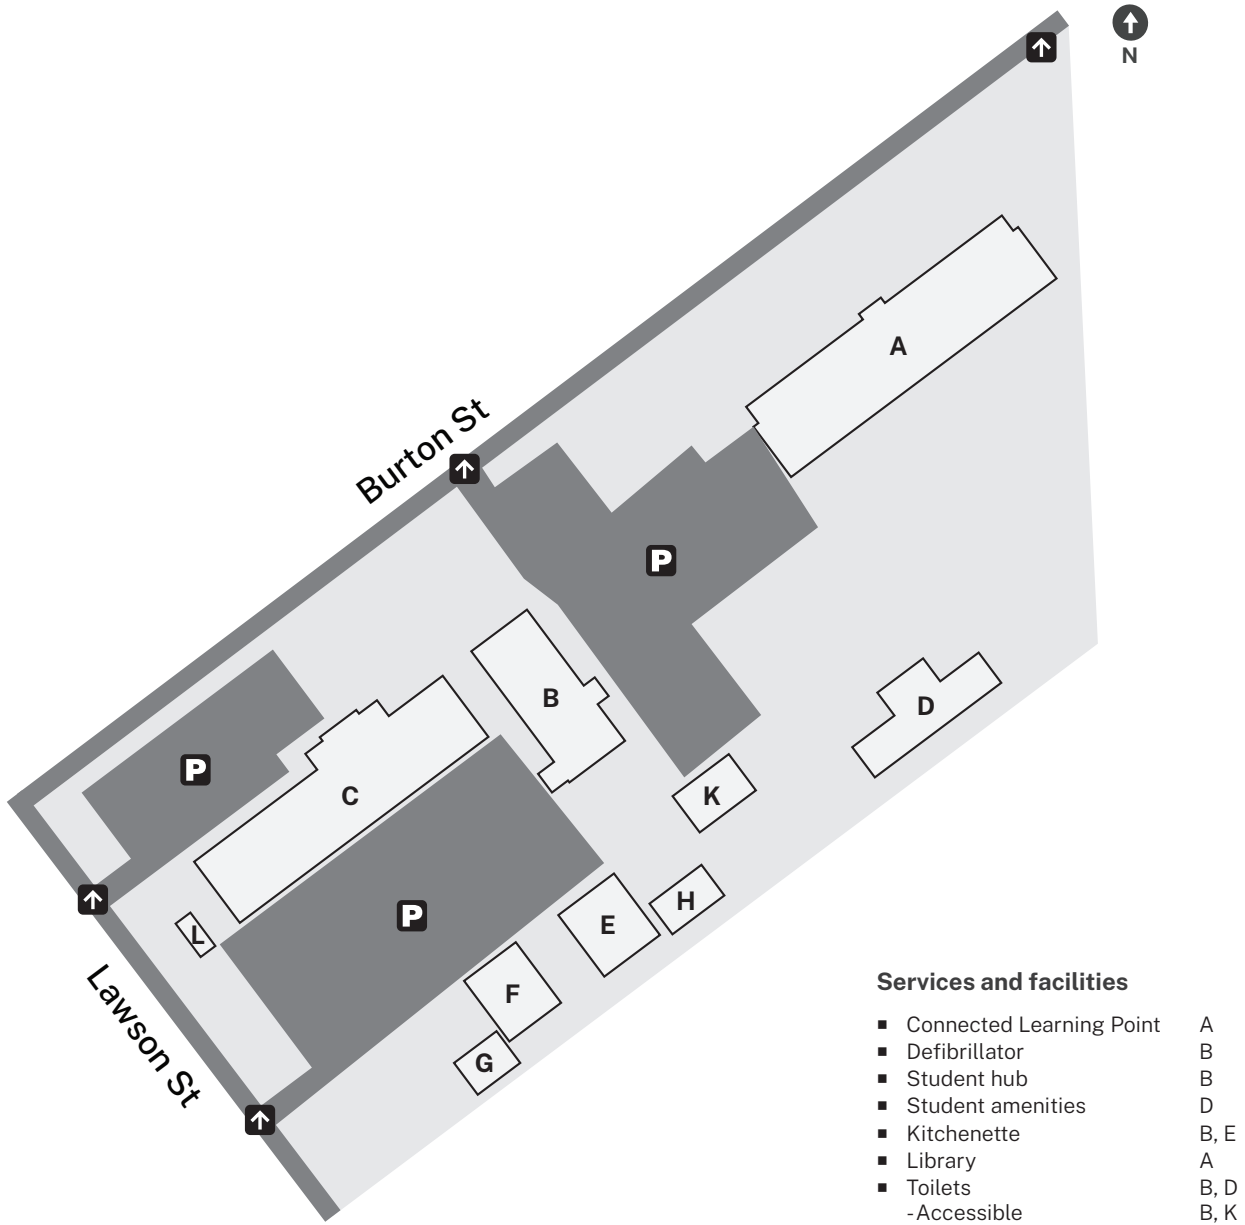 N
A
Burton St
P
B
D
P
C
K
L
P
E
H
F
G
Lawson St
Services and facilities
▪ Connected Learning Point A
▪ Defibrillator B
▪ Student hub B
▪ Student amenities D
▪ Kitchenette B, E
▪ Library A
▪ Toilets B, D
-Accessible B, K